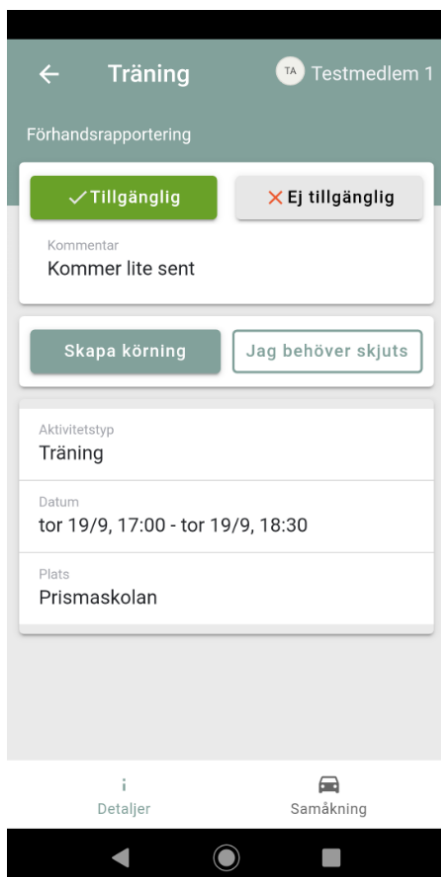 Träning
TA Testmedlem 1
Förhandsrapportering
Tillgänglig
Ej tillgänglig
Kommentar
Kommer lite sent
Skapa körning
Jag behöver skjuts
Aktivitetstyp
Träning
Datum
tor 19/9, 17:00 - tor 19/9, 18:30
Plats
Prismaskolan
Detaljer
Samåkning